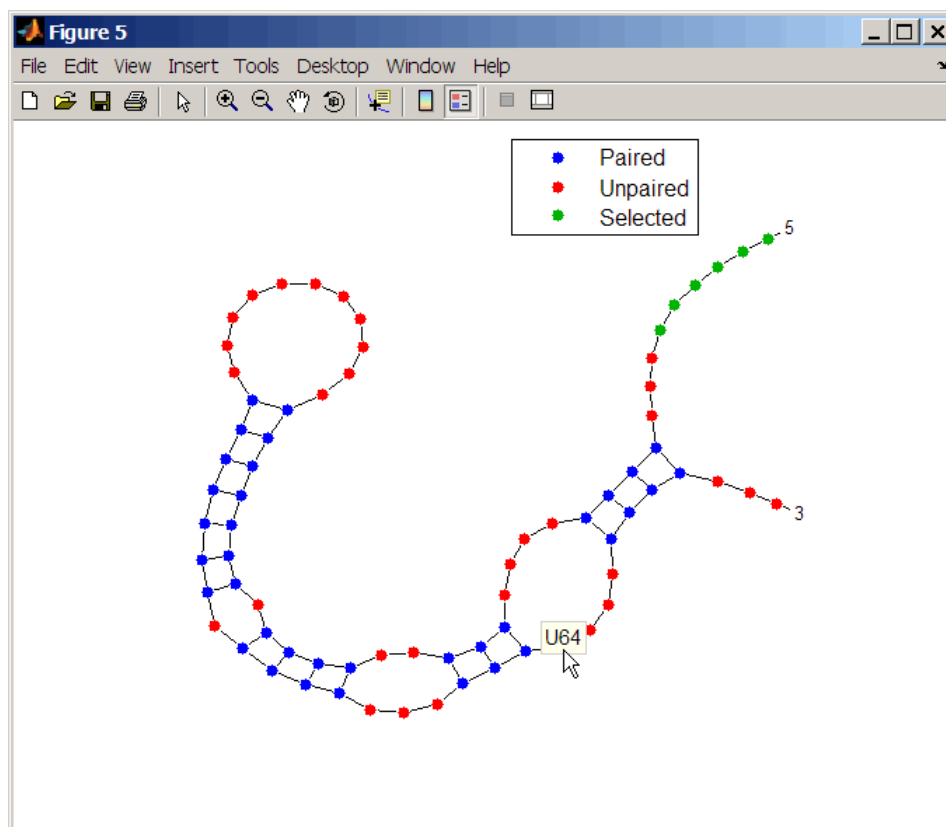 Figure 5
File Edit View Insert Tools Desktop Window Help
Paired
Unpaired
Selected
5
3
U64